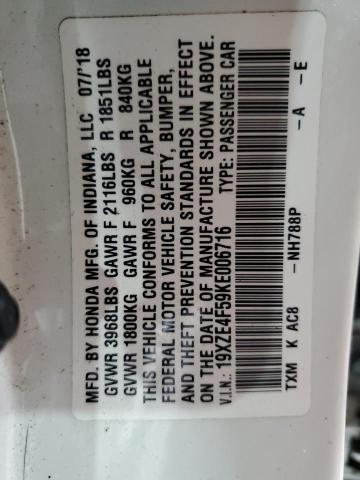 MFD. BY HONDA MFG. OF INDIANA, LLC 07/'18
GVWR 3968LBS GAWR F 2116LBS R 1851LBS
GVWR 1800KG GAWR F 960KG R 840KG
THIS VEHICLE CONFORMS TO ALL APPLICABLE
FEDERAL MOTOR VEHICLE SAFETY, BUMPER,
AND THEFT PREVENTION STANDARDS IN EFFECT
ON THE DATE OF MANUFACTURE SHOWN ABOVE.
V.I.N.: 19XZE4F59KE006716 TYPE: PASSENGER CAR
TXM K AC8 - NH788P - A - E